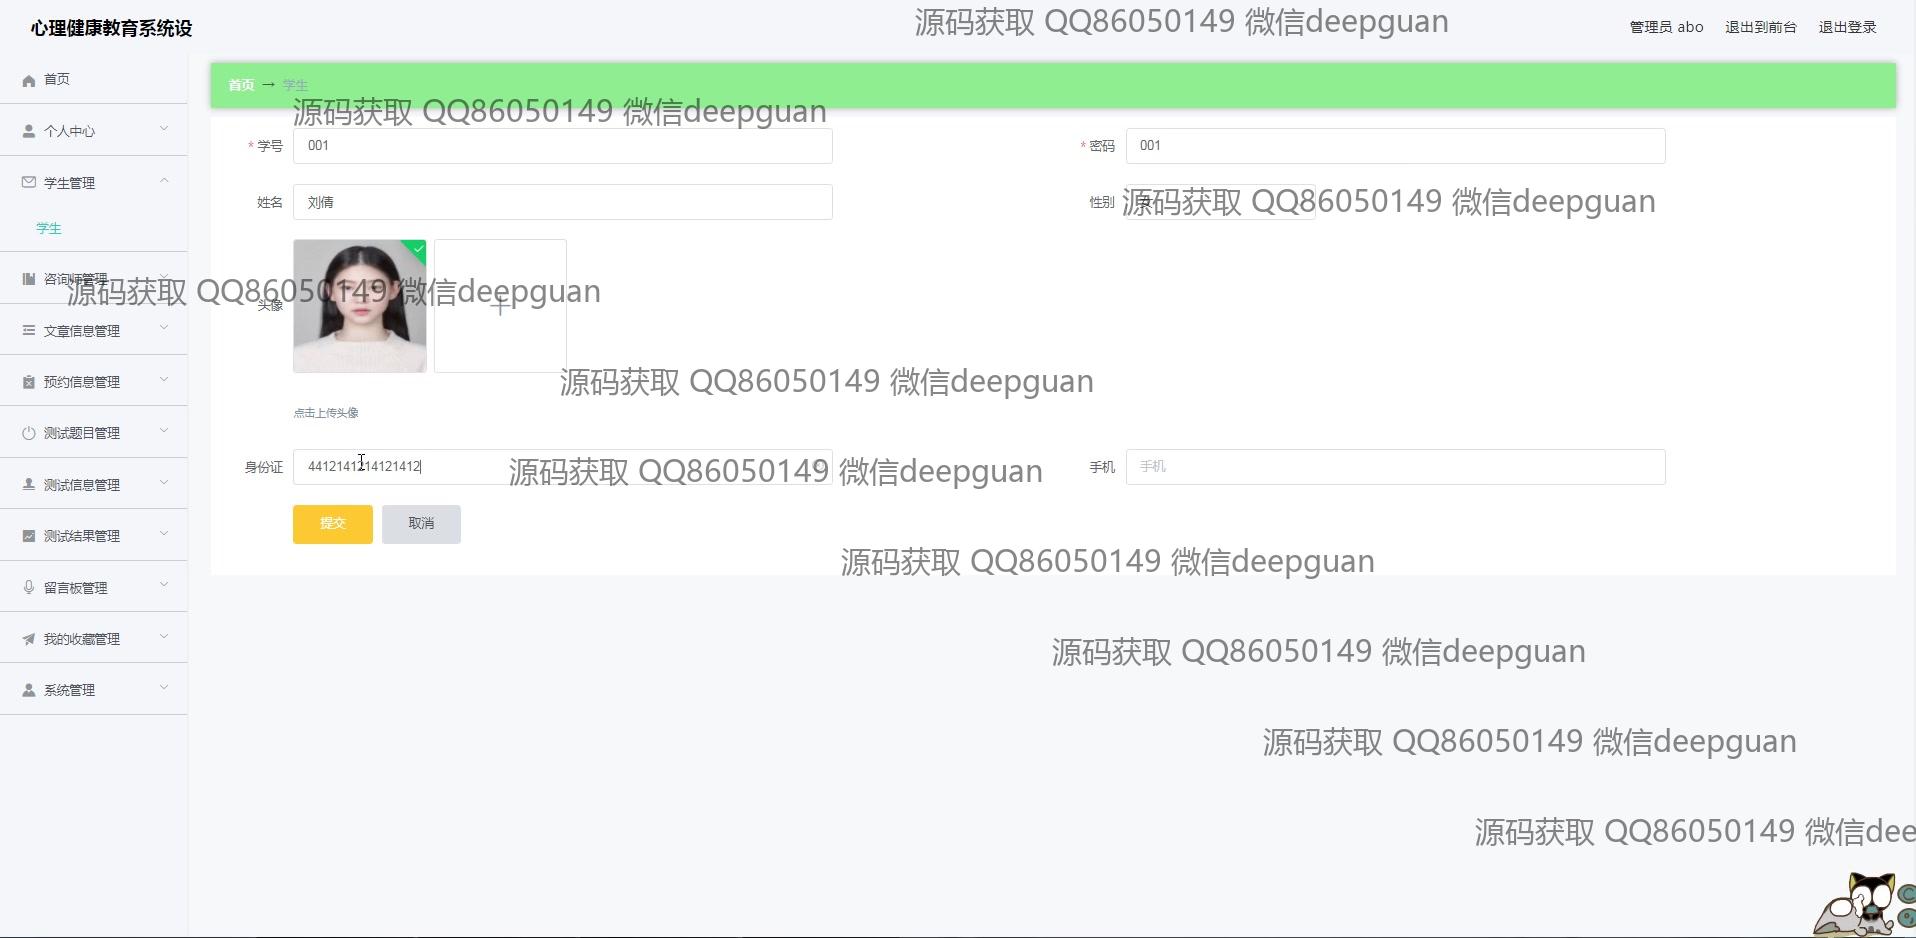 心理健康教育系统设
源码获取 QQ86050149 微信deepguan
管理员 abo 退出到前台 退出登录
首页
个人中心
学生管理
学生
咨询师管理
文章信息管理
预约信息管理
测试题目管理
测试信息管理
测试结果管理
留言板管理
我的收藏管理
系统管理
首页 → 学生
源码获取 QQ86050149 微信deepguan
* 学号 001
* 密码 001
姓名 刘倩
性别
源码获取 QQ86050149 微信deepguan
源码获取 QQ86050149 微信deepguan
头像
源码获取 QQ86050149 微信deepguan
点击上传头像
身份证 4412141214121412
源码获取 QQ86050149 微信deepguan
手机 手机
提交 取消
源码获取 QQ86050149 微信deepguan
源码获取 QQ86050149 微信deepguan
源码获取 QQ86050149 微信deepguan
源码获取 QQ86050149 微信dee